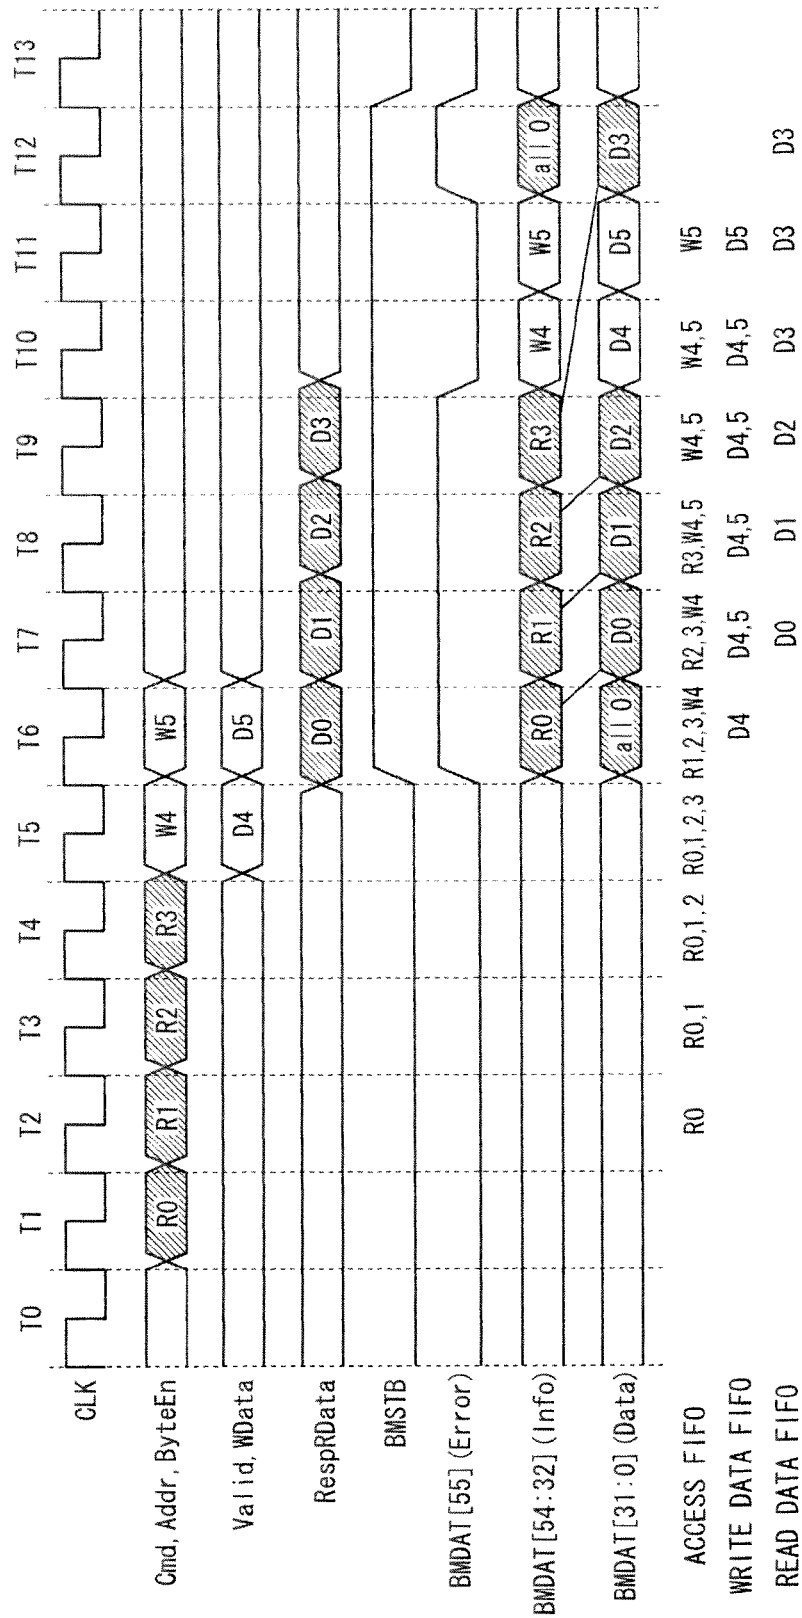 T0 T1 T2 T3 T4 T5 T6 T7 T8 T9 T10 T11 T12 T13
CLK
Cmd, Addr, ByteEn R0 R1 R2 R3 W4 W5
Valid, WData D4 D5
RespRData D0 D1 D2 D3
BMSTB
BMDAT[55](Error)
BMDAT[54:32](Info) R0 R1 R2 R3 W4 W5 all 0
BMDAT[31:0](Data) all 0 D0 D1 D2 D4 D5 D3
ACCESS FIFO R0 R0,1 R0,1,2 R0,1,2,3 R1,2,3,W4 R2,3,W4 R3,W4,5 W4,5 W4,5 W5
WRITE DATA FIFO D4 D4,5 D4,5 D4,5 D4,5 D5
READ DATA FIFO D0 D1 D2 D3 D3 D3